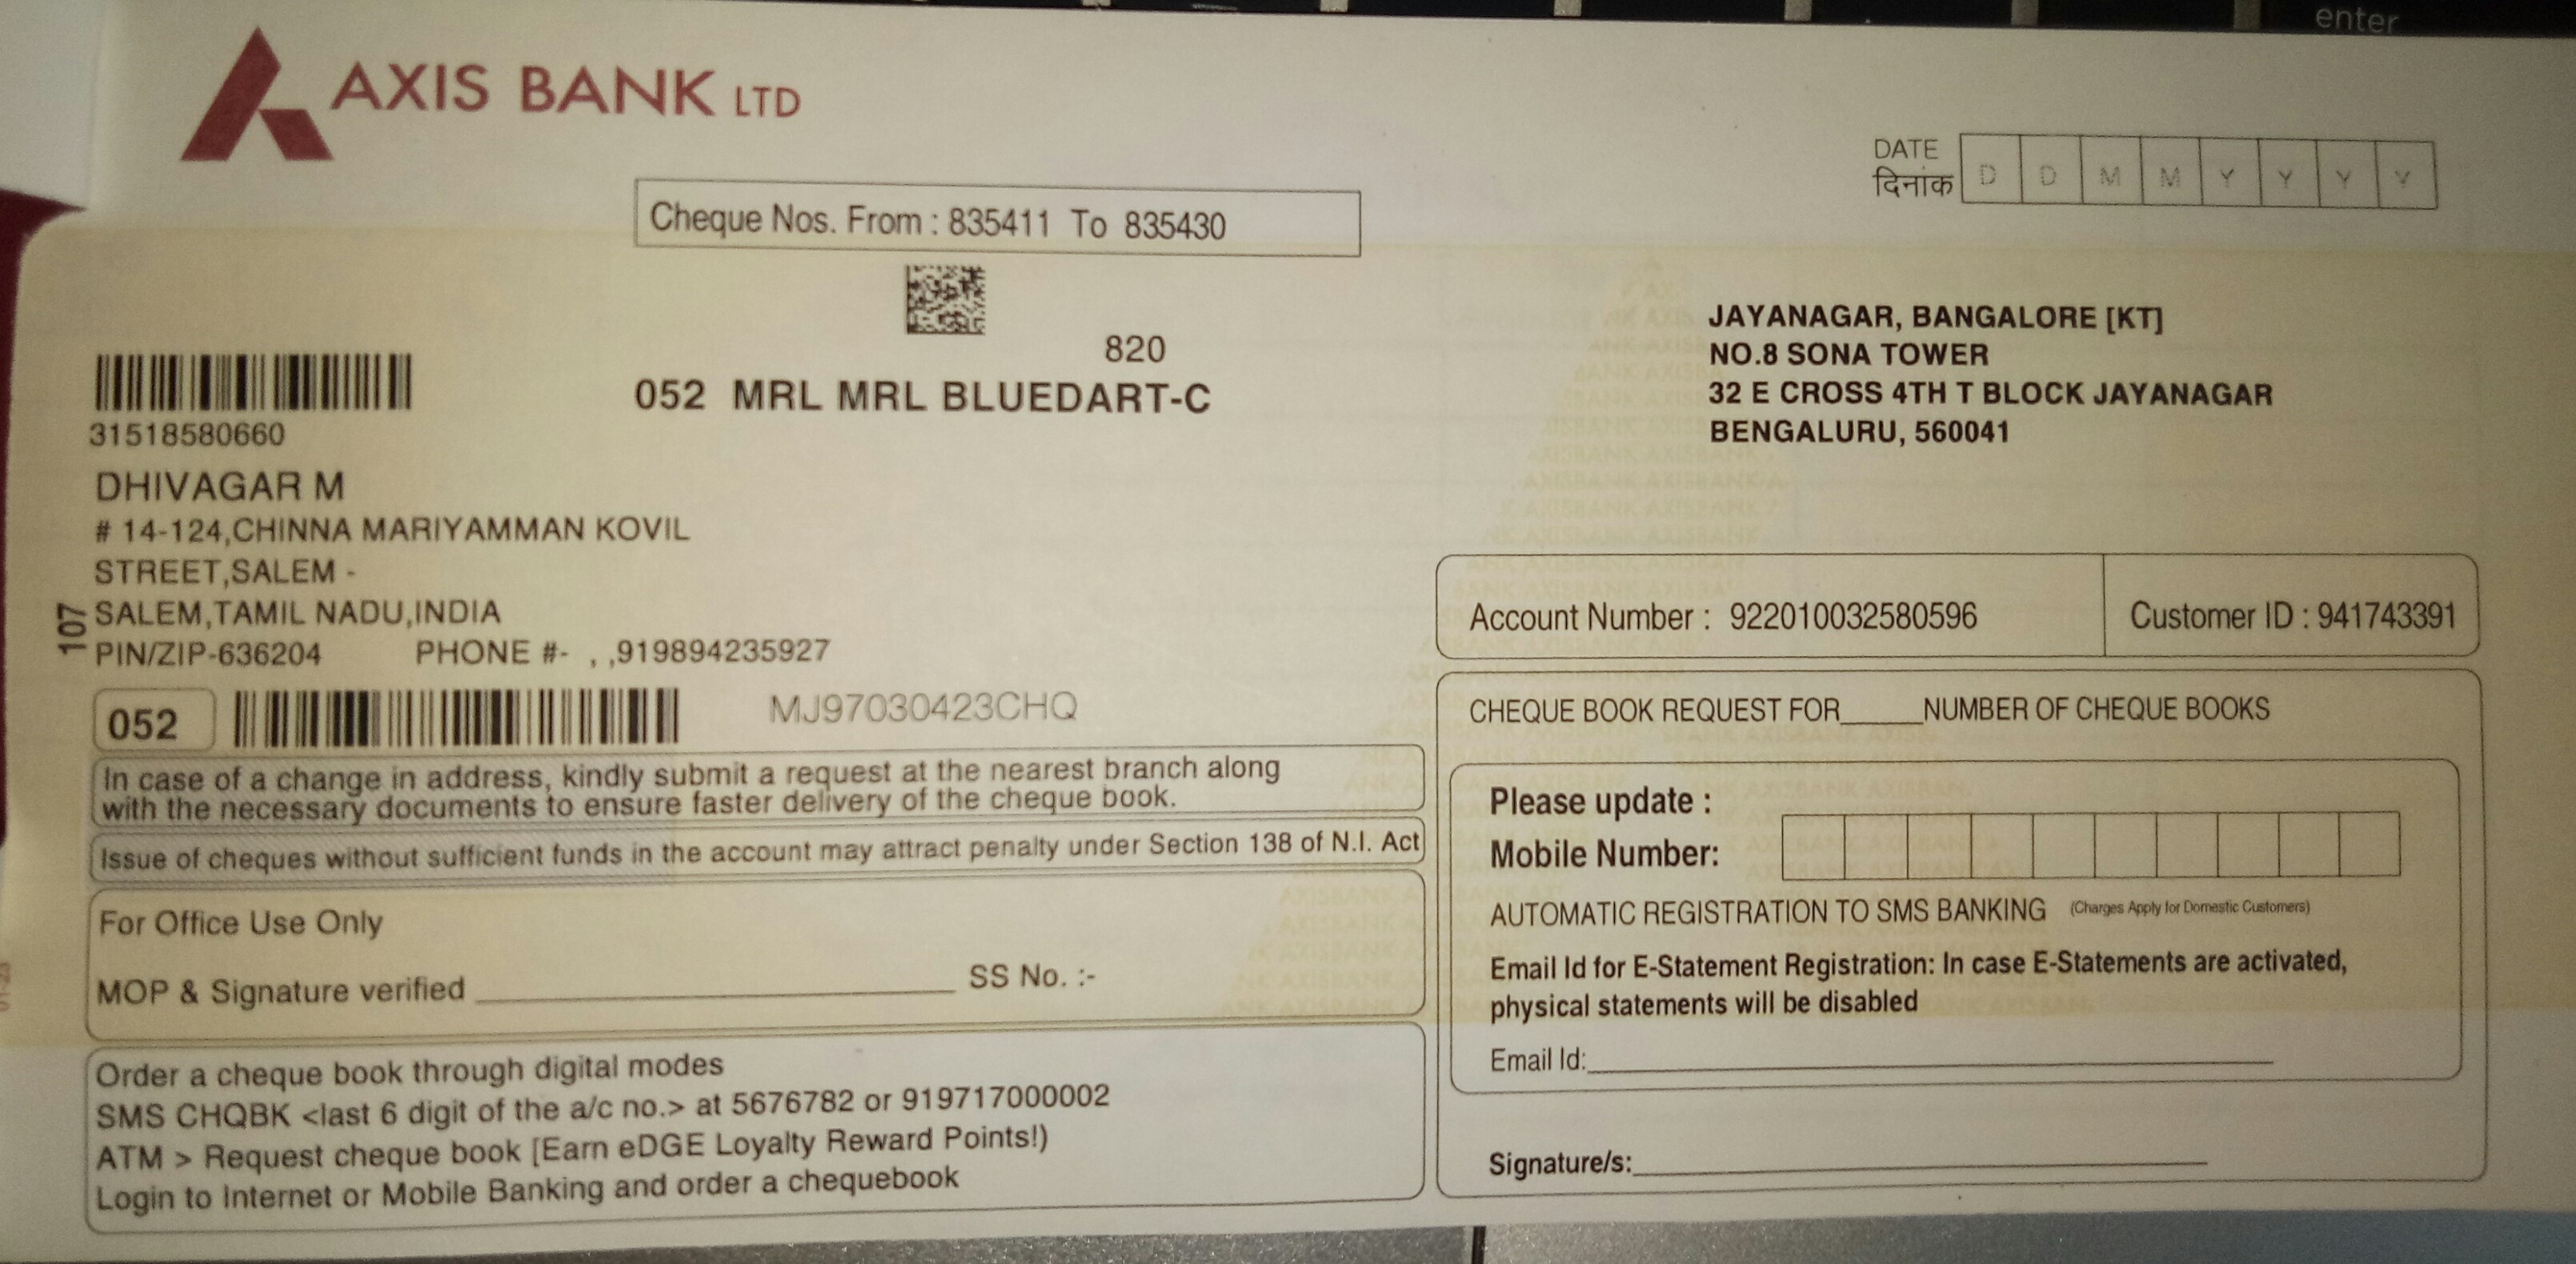 enter
AXIS BANK LTD
DATE
दिनांक
D D M M Y Y Y Y
Cheque Nos. From : 835411 To 835430
820
052 MRL MRL BLUEDART-C
JAYANAGAR, BANGALORE [KT]
NO.8 SONA TOWER
32 E CROSS 4TH T BLOCK JAYANAGAR
BENGALURU, 560041
31518580660
DHIVAGAR M
# 14-124,CHINNA MARIYAMMAN KOVIL
STREET,SALEM -
SALEM,TAMIL NADU,INDIA
PIN/ZIP-636204 PHONE #- , ,919894235927
107
052
MJ97030423CHQ
In case of a change in address, kindly submit a request at the nearest branch along
with the necessary documents to ensure faster delivery of the cheque book.
Issue of cheques without sufficient funds in the account may attract penalty under Section 138 of N.I. Act
For Office Use Only
MOP & Signature verified SS No. :-
Order a cheque book through digital modes
SMS CHQBK <last 6 digit of the a/c no.> at 5676782 or 919717000002
ATM > Request cheque book [Earn eDGE Loyalty Reward Points!)
Login to Internet or Mobile Banking and order a chequebook
Account Number : 922010032580596
Customer ID : 941743391
CHEQUE BOOK REQUEST FOR______NUMBER OF CHEQUE BOOKS
Please update :
Mobile Number:
AUTOMATIC REGISTRATION TO SMS BANKING (Charges Apply for Domestic Customers)
Email Id for E-Statement Registration: In case E-Statements are activated,
physical statements will be disabled
Email Id:
Signature/s: